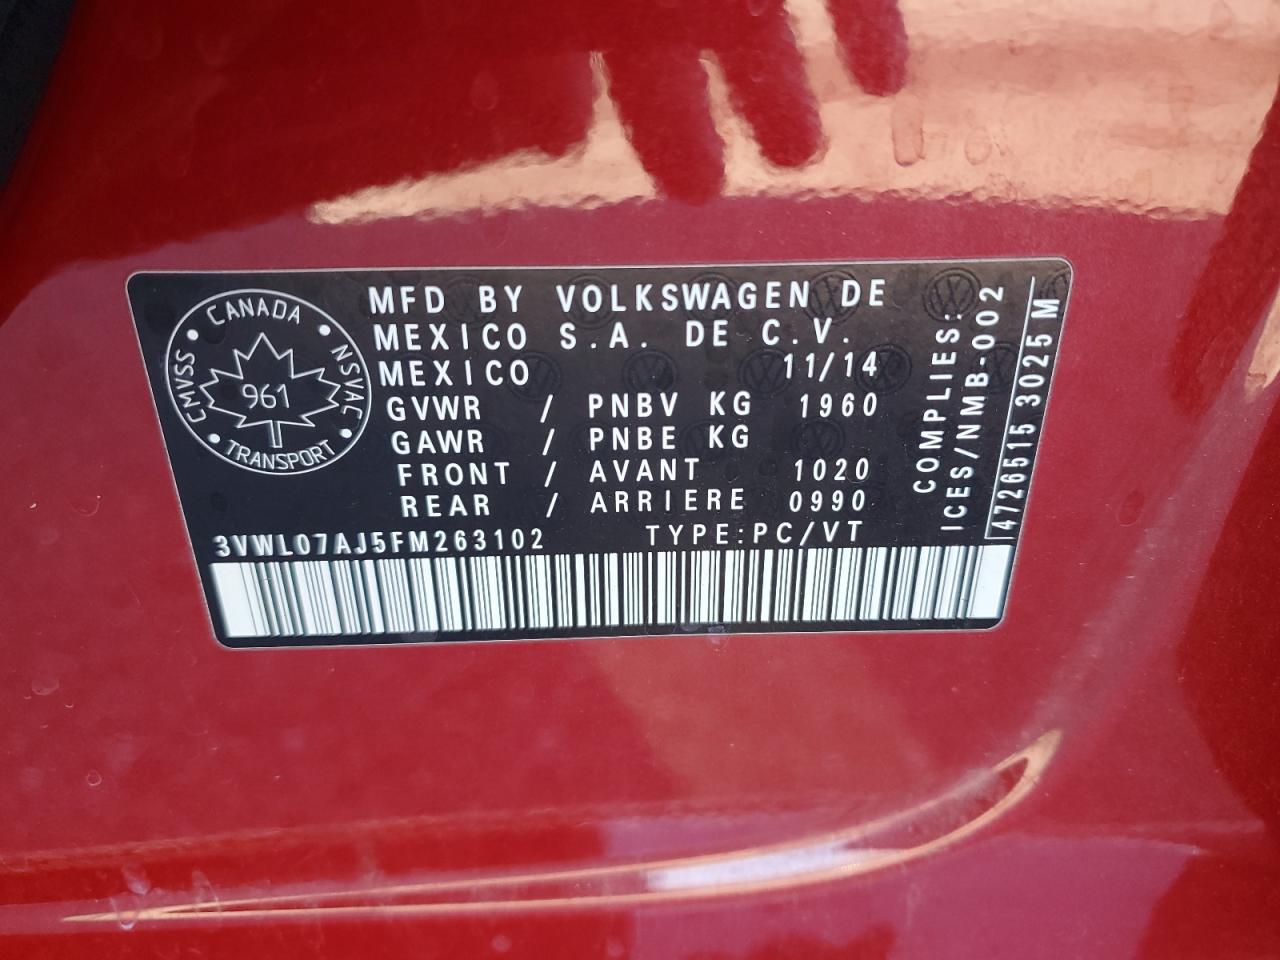 CANADA
CMVSS
NSVAC
961
TRANSPORT
MFD BY VOLKSWAGEN DE
MEXICO S.A. DE C.V.
MEXICO 11/14
GVWR / PNBV KG 1960
GAWR / PNBE KG
FRONT / AVANT 1020
REAR / ARRIERE 0990
3VWL07AJ5FM263102 TYPE:PC/VT
COMPLIES:
ICES/NMB-002
4726515 3025 M